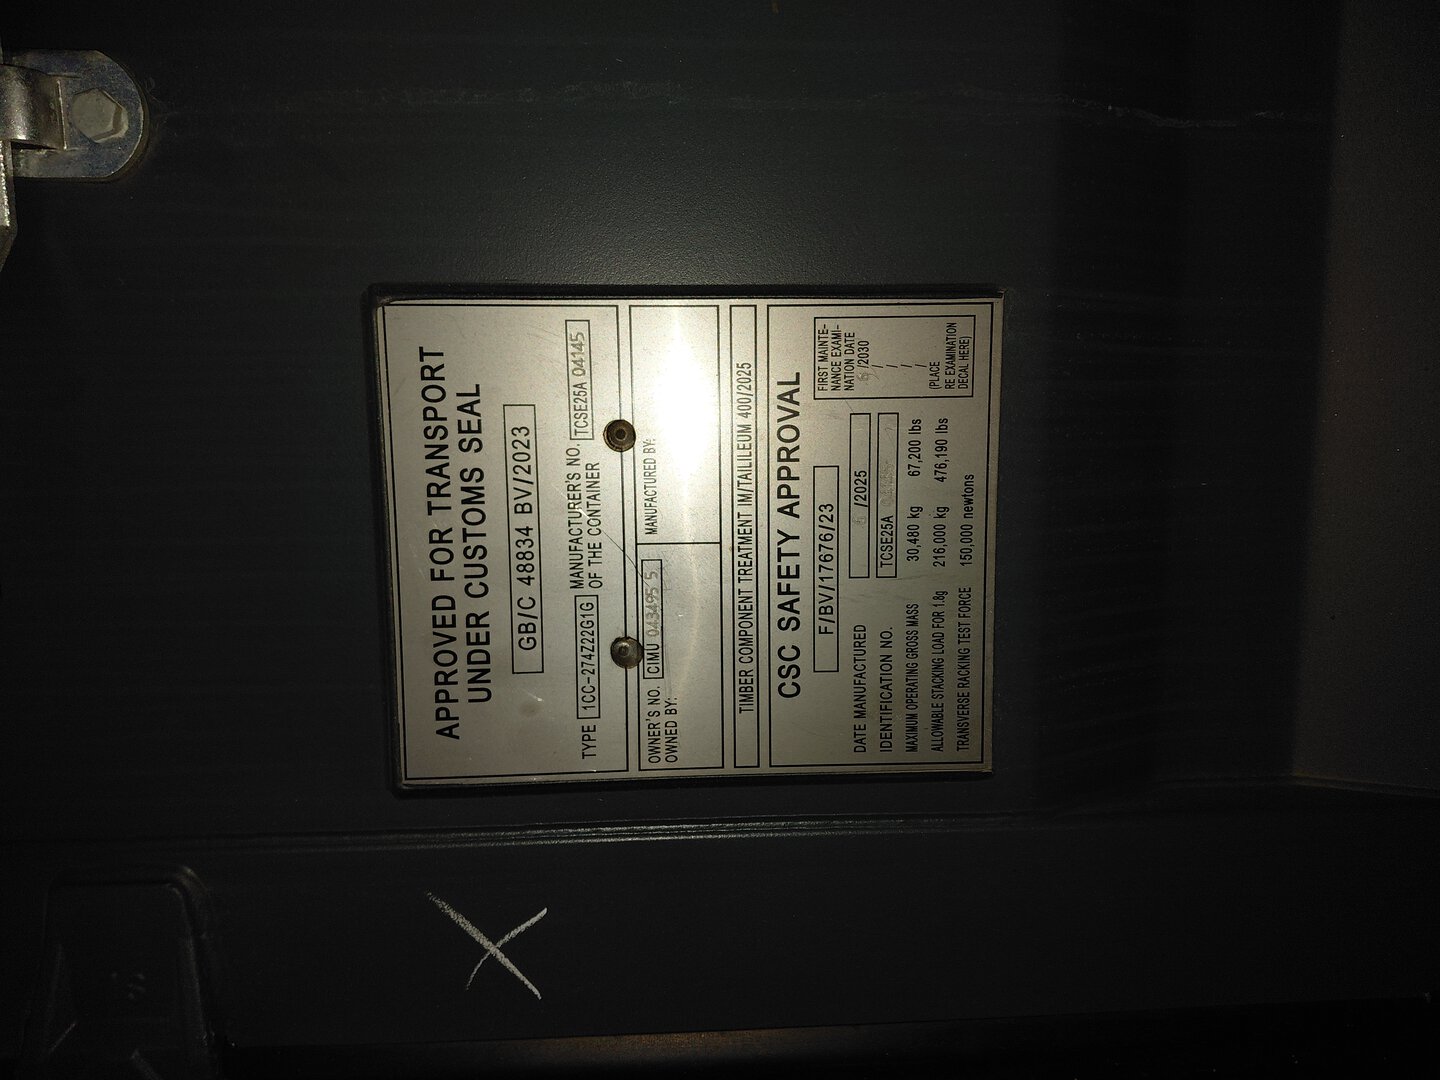 APPROVED FOR TRANSPORT
UNDER CUSTOMS SEAL
GB/C 48834 BV/2023
TYPE 1CC-274Z22G1G MANUFACTURER'S NO. TCSE25A 04145
OF THE CONTAINER
OWNER'S NO. CIMU 043495 5 MANUFACTURED BY:
OWNED BY:
TIMBER COMPONENT TREATMENT IM/TAILILEUM 400/2025
CSC SAFETY APPROVAL
F/BV/17676/23
DATE MANUFACTURED 6 /2025
IDENTIFICATION NO. TCSE25A
MAXIMUM OPERATING GROSS MASS 30,480 kg 67,200 lbs
ALLOWABLE STACKING LOAD FOR 1.8g 216,000 kg 476,190 lbs
TRANSVERSE RACKING TEST FORCE 150,000 newtons
FIRST MAINTE-
NANCE EXAMI-
NATION DATE
6 /2030
/
/
/
/
(PLACE
RE EXAMINATION
DECAL HERE)